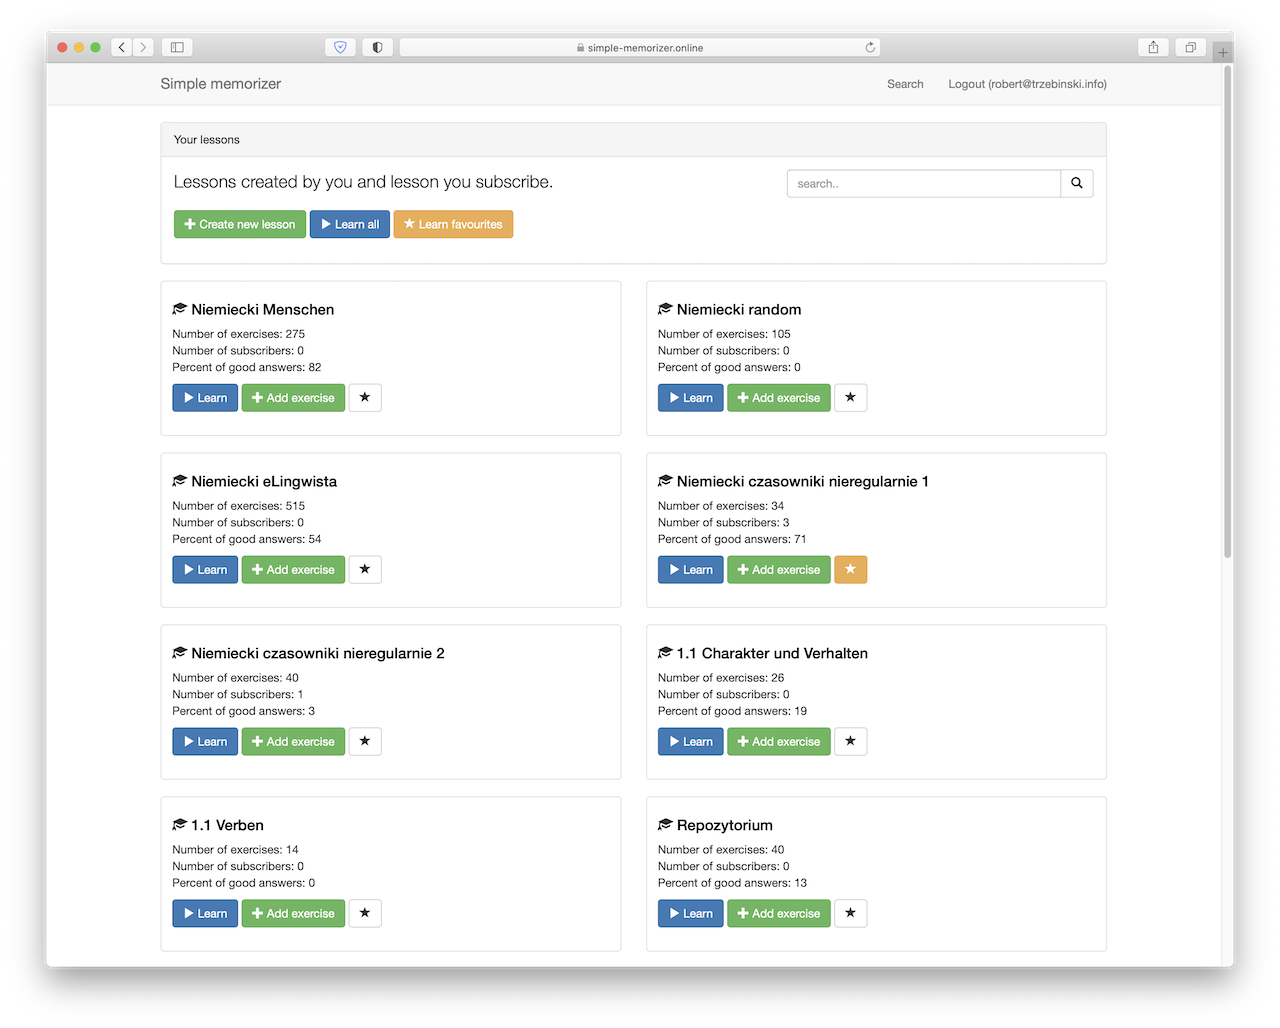 simple-memorizer.online
Simple memorizer
Search
Logout (robert@trzebinski.info)
Your lessons
Lessons created by you and lesson you subscribe.
search..
Create new lesson
Learn all
Learn favourites
Niemiecki Menschen
Number of exercises: 275
Number of subscribers: 0
Percent of good answers: 82
Learn
Add exercise
Niemiecki random
Number of exercises: 105
Number of subscribers: 0
Percent of good answers: 0
Learn
Add exercise
Niemiecki eLingwista
Number of exercises: 515
Number of subscribers: 0
Percent of good answers: 54
Learn
Add exercise
Niemiecki czasowniki nieregularnie 1
Number of exercises: 34
Number of subscribers: 3
Percent of good answers: 71
Learn
Add exercise
Niemiecki czasowniki nieregularnie 2
Number of exercises: 40
Number of subscribers: 1
Percent of good answers: 3
Learn
Add exercise
1.1 Charakter und Verhalten
Number of exercises: 26
Number of subscribers: 0
Percent of good answers: 19
Learn
Add exercise
1.1 Verben
Number of exercises: 14
Number of subscribers: 0
Percent of good answers: 0
Learn
Add exercise
Repozytorium
Number of exercises: 40
Number of subscribers: 0
Percent of good answers: 13
Learn
Add exercise